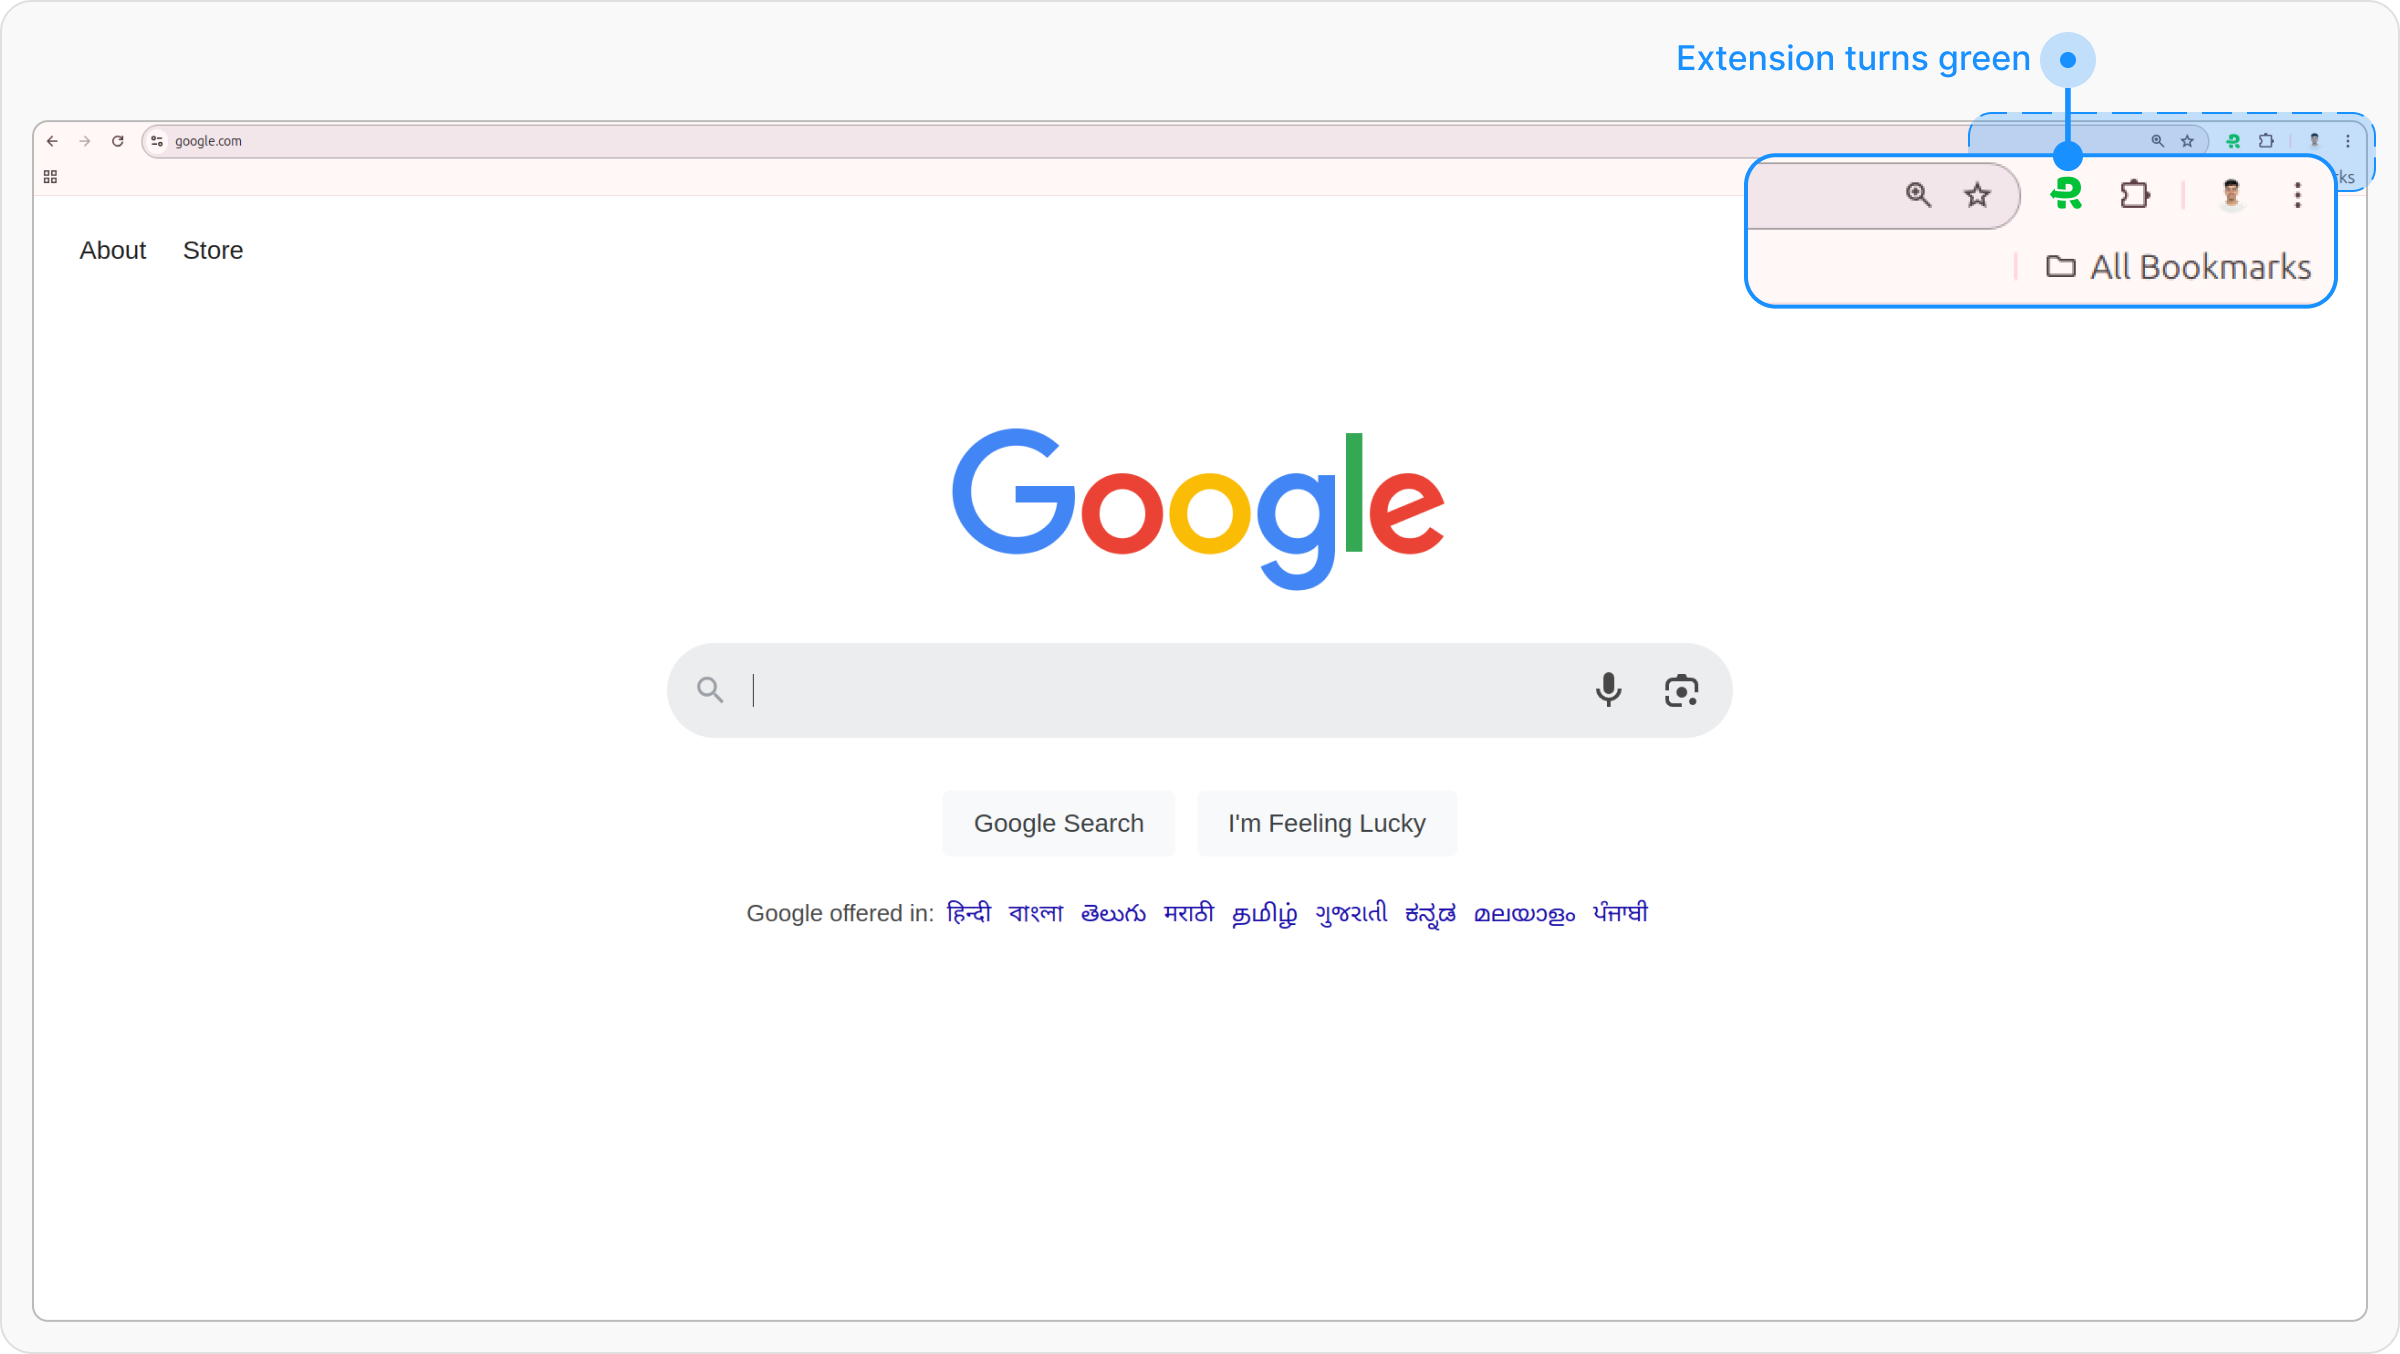 Extension turns green
google.com
ks
All Bookmarks
About Store
Google
Google Search I'm Feeling Lucky
Google offered in: हिन्दी বাংলা తెలుగు मराठी தமிழ் ગુજરાતી ಕನ್ನಡ മലയാളം ਪੰਜਾਬੀ